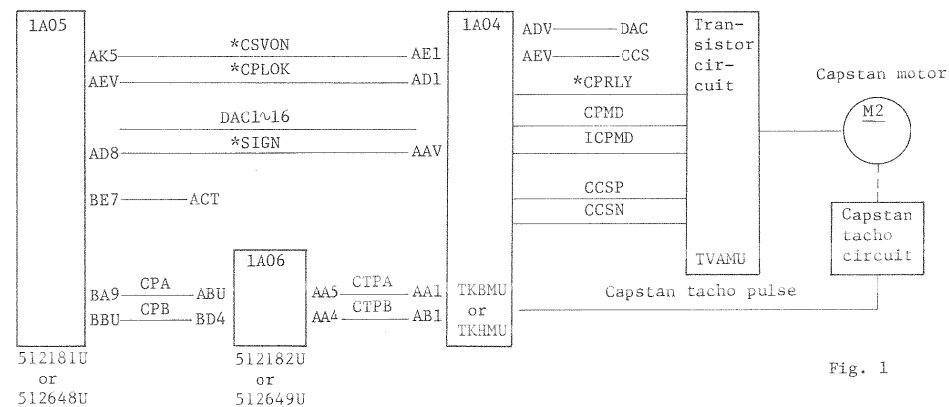 1A05
AK5 *CSVON AE1
AEV *CPLOK AD1
DAC1~16
AD8 *SIGN AAV
BE7 ACT
BA9 CPA ABU
BBU CPB BD4
512181U
or
512648U
1A06
AA5 CTPA AA1
AA4 CTPB AB1
512182U
or
512649U
1A04
ADV DAC
AEV CCS
*CPRLY
CPMD
ICPMD
CCSP
CCSN
TKBMU
or
TKHMU
Tran-
sistor
cir-
cuit
TVAMU
Capstan motor
M2
Capstan
tacho
circuit
Capstan tacho pulse
Fig. 1